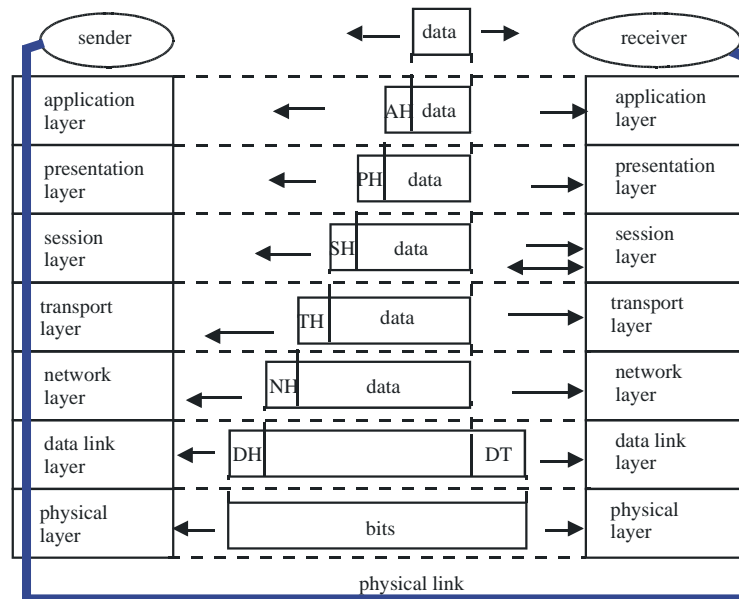 sender
data
receiver
application
layer
AH
data
application
layer
presentation
layer
PH
data
presentation
layer
session
layer
SH
data
session
layer
transport
layer
TH
data
transport
layer
network
layer
NH
data
network
layer
data link
layer
DH
DT
data link
layer
physical
layer
bits
physical
layer
physical link